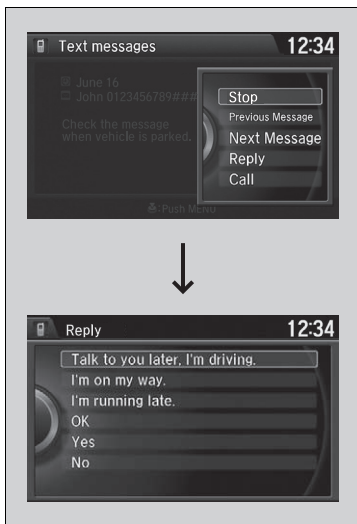 Text messages
12:34
June 16
John 0123456789###
Check the message
when vehicle is parked.
Stop
Previous Message
Next Message
Reply
Call
:Push MENU
Reply
12:34
Talk to you later, I'm driving.
I'm on my way.
I'm running late.
OK
Yes
No